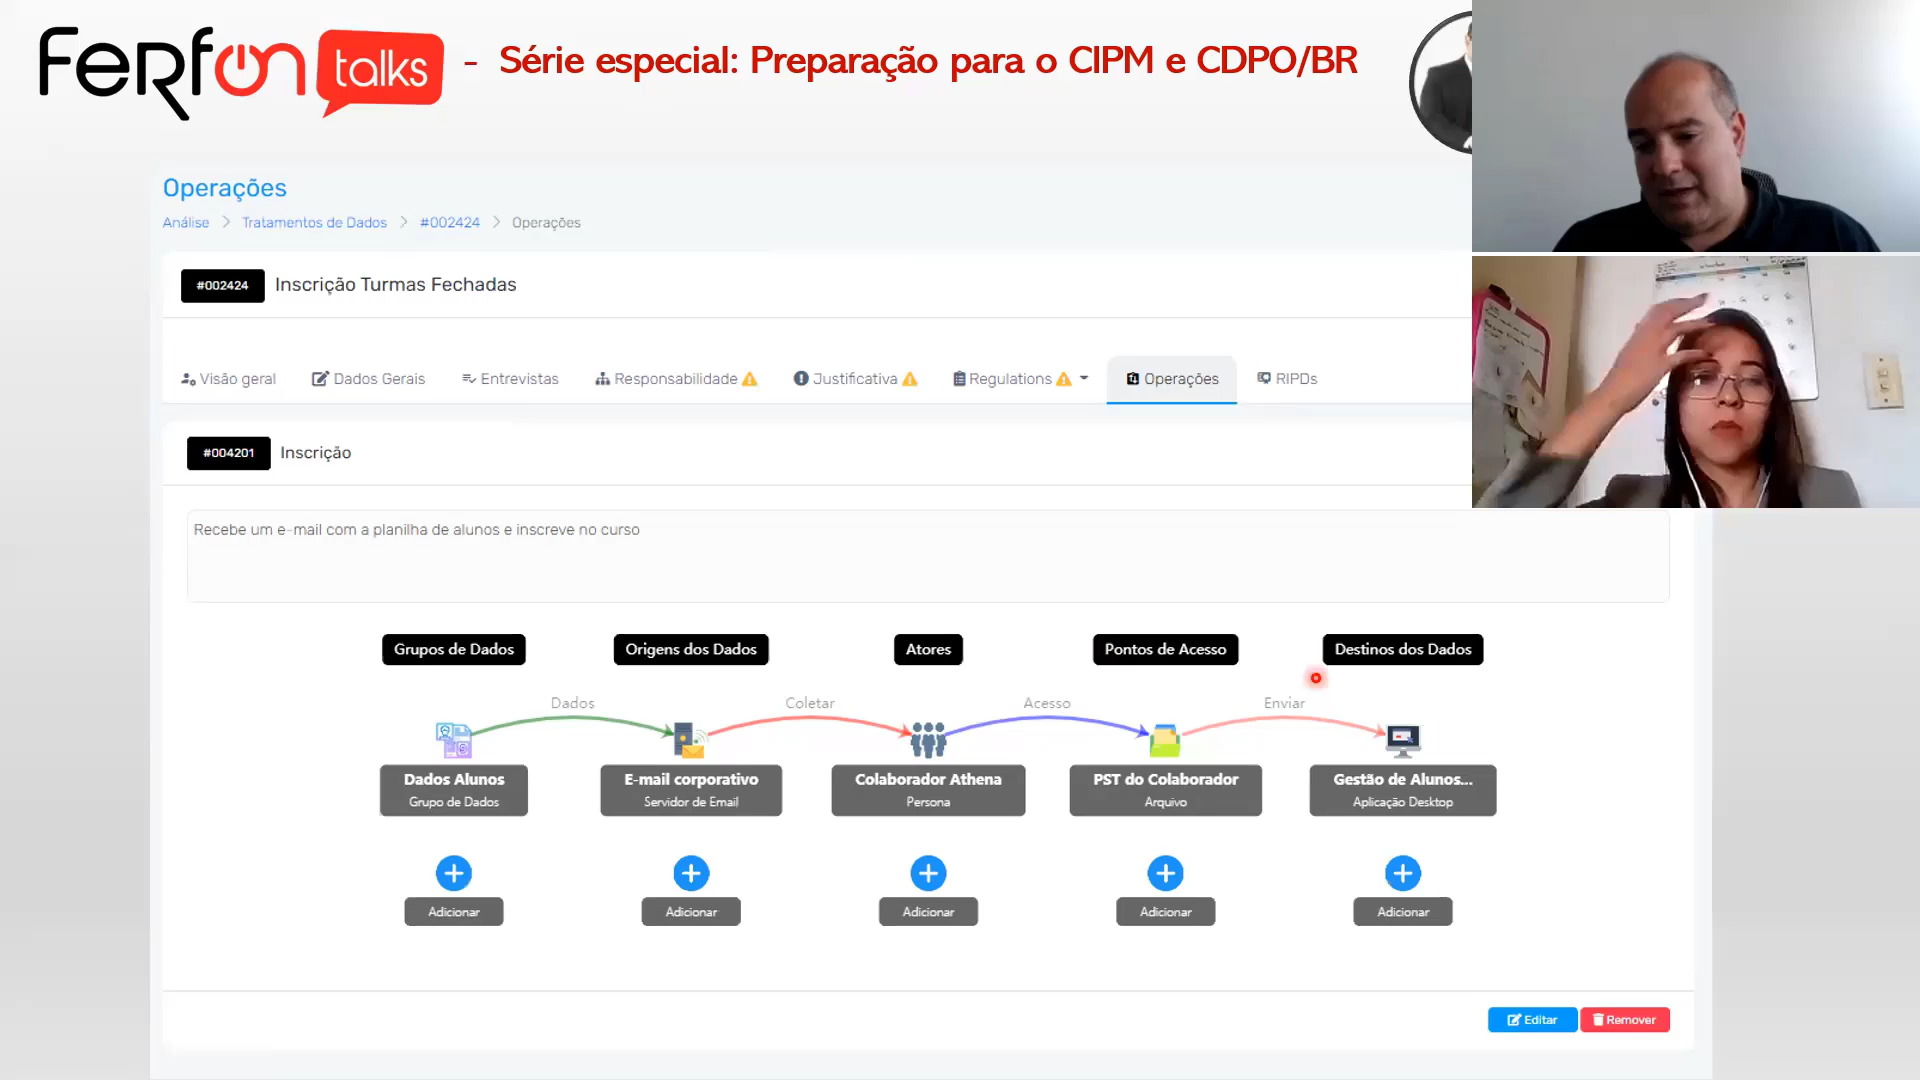 Ferfon talks - Série especial: Preparação para o CIPM e CDPO/BR
Operações
Análise > Tratamentos de Dados > #002424 > Operações
#002424 Inscrição Turmas Fechadas
Visão geral Dados Gerais Entrevistas Responsabilidade Justificativa Regulations Operações RIPDs
#004201 Inscrição
Recebe um e-mail com a planilha de alunos e inscreve no curso
Grupos de Dados Origens dos Dados Atores Pontos de Acesso Destinos dos Dados
Dados Coletar Acesso Enviar
Dados Alunos E-mail corporativo Colaborador Athena PST do Colaborador Gestão de Alunos...
Grupo de Dados Servidor de Email Persona Arquivo Aplicação Desktop
Adicionar Adicionar Adicionar Adicionar Adicionar
Editar Remover